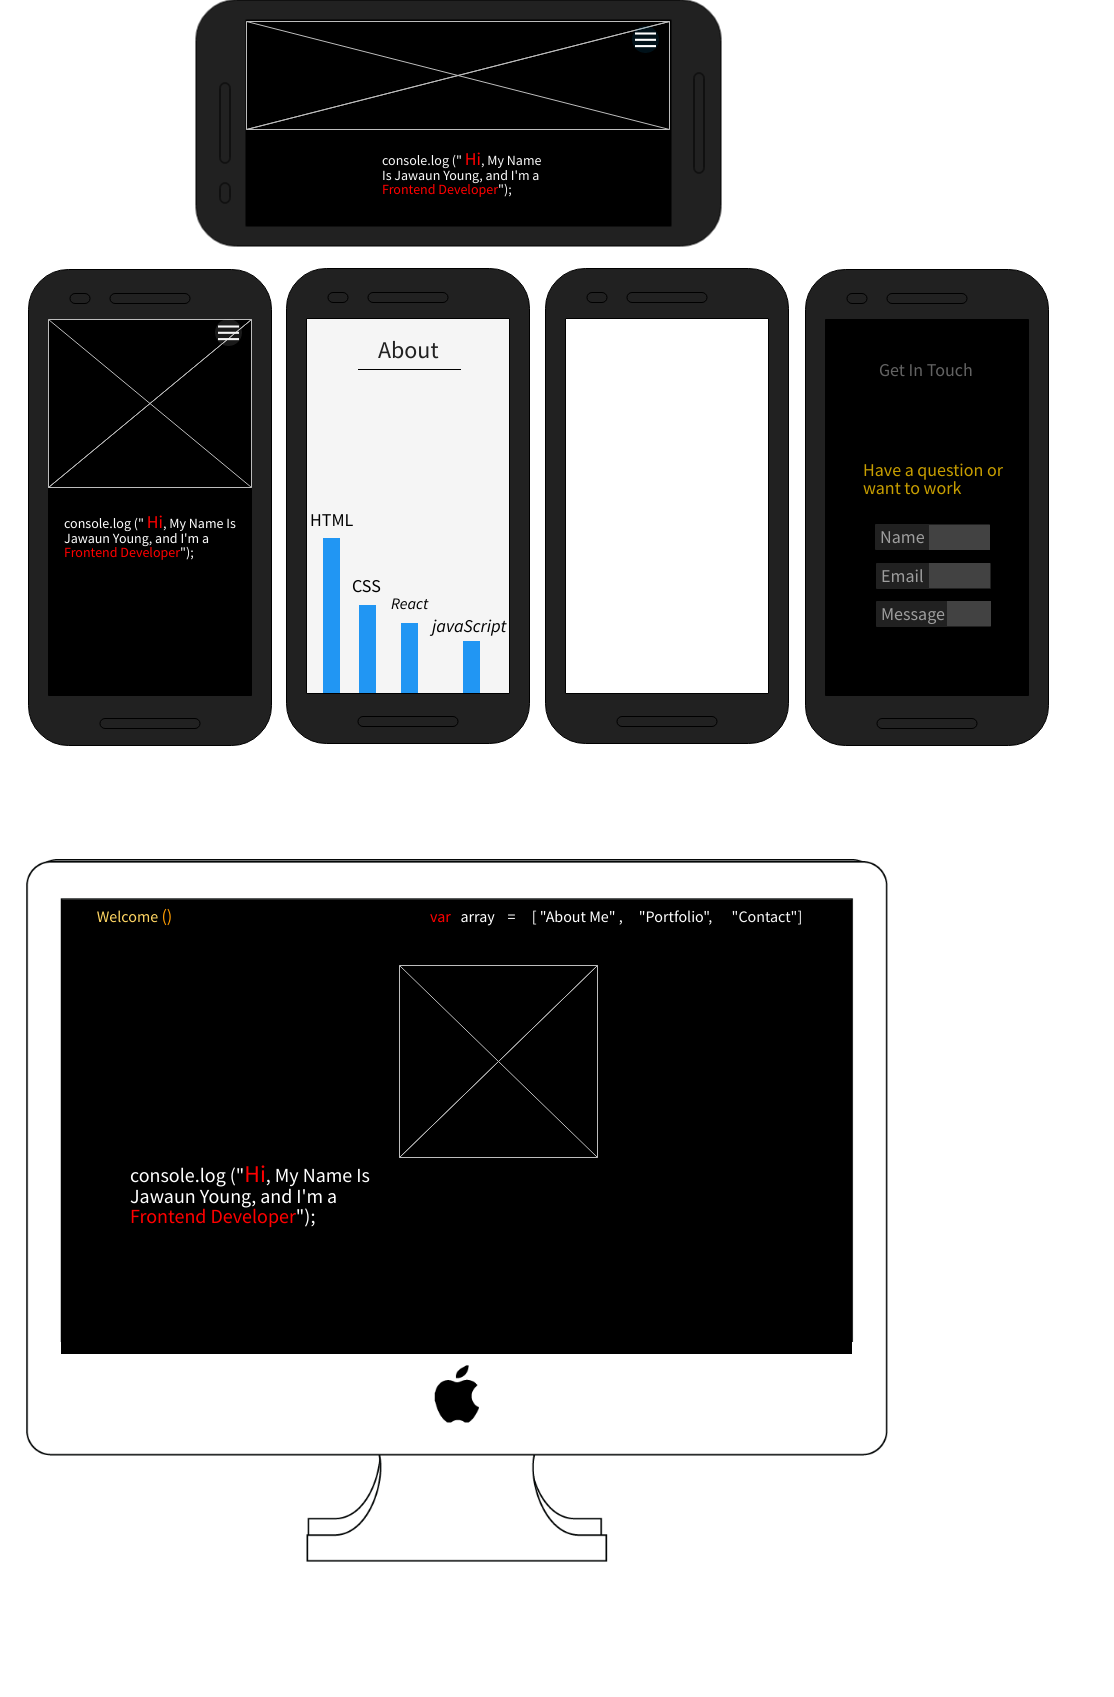 console.log (" Hi, My Name
Is Jawaun Young, and I'm a
Frontend Developer");
console.log (" Hi, My Name Is
Jawaun Young, and I'm a
Frontend Developer");
About
HTML
CSS
React
javaScript
Get In Touch
Have a question or
want to work
Name
Email
Message
Welcome ()
var array = [ "About Me" , "Portfolio", "Contact"]
console.log ("Hi, My Name Is
Jawaun Young, and I'm a
Frontend Developer");